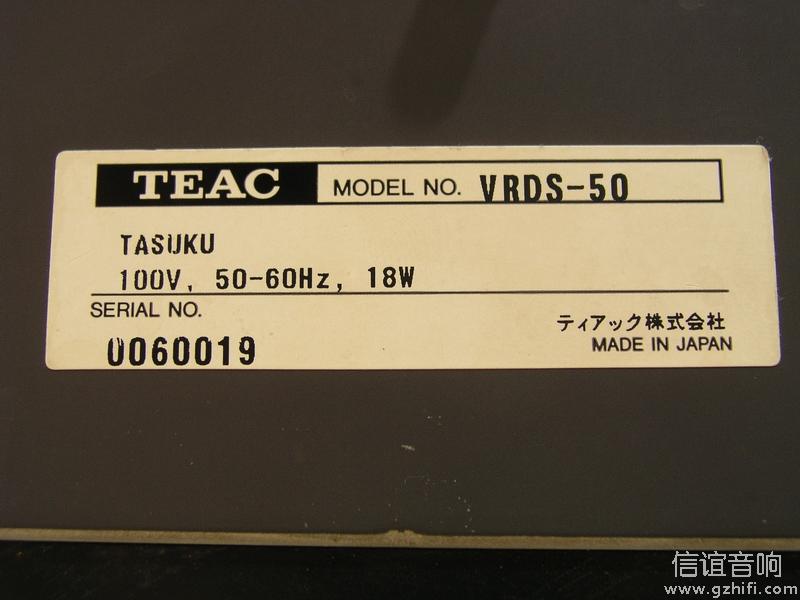 TEAC MODEL NO. VRDS-50
TASUKU
100V, 50-60Hz, 18W
SERIAL NO.
0060019
ティアック株式会社
MADE IN JAPAN
信谊音响
www.gzhifi.com